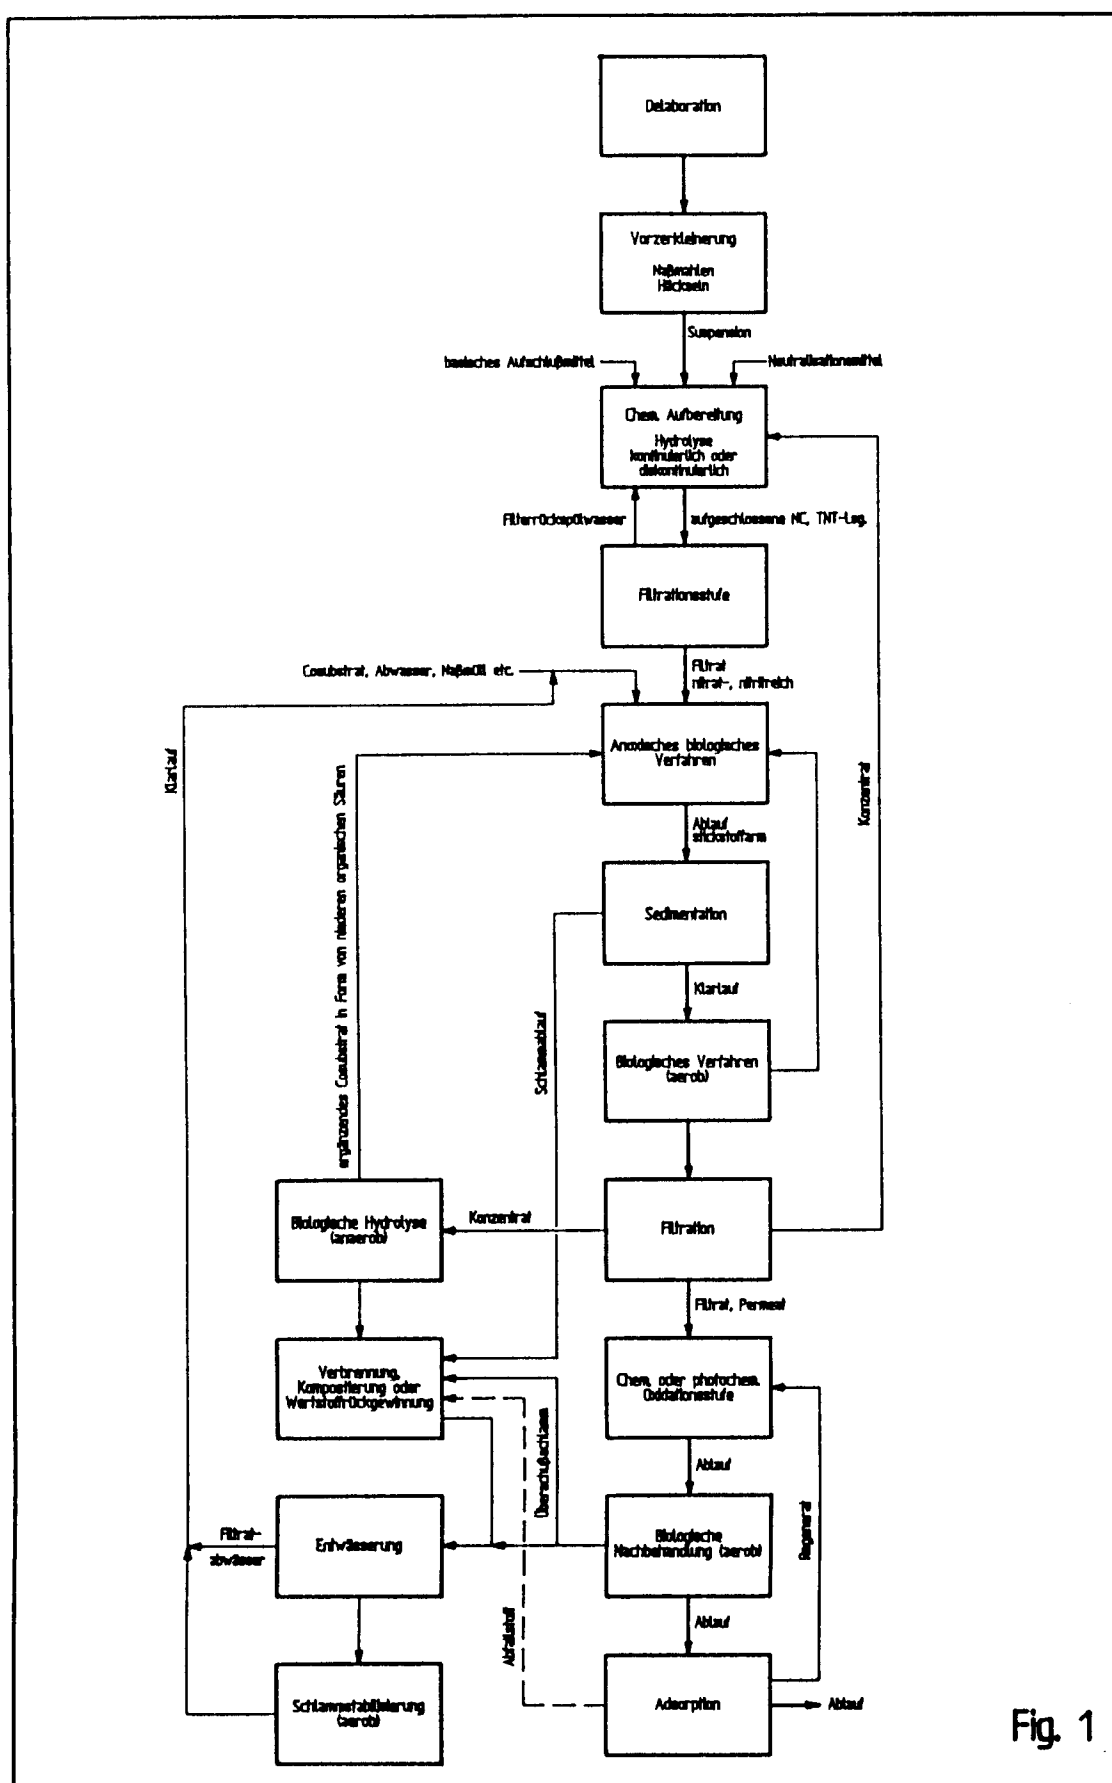 Delaboration
Vorzerkleinerung
Naßmahlen
Häckseln
Suspension
basisches Aufschlußmittel
Neutralisationsmittel
Chem. Aufbereitung
Hydrolyse
kontinuierlich oder
diskontinuierlich
Filterrückspülwasser
aufgeschlossene NC, TNT-Lsg.
Filtrationsstufe
Cosubstrat, Abwasser, Naßmüll etc.
Filtrat
nitrat-, nitritreich
Klarlauf
Konzentrat
Anoxisches biologisches
Verfahren
ergänzendes Cosubstrat in Form von niederen organischen Säuren
Ablauf
stickstoffarm
Sedimentation
Klarlauf
Schlammablauf
Biologisches Verfahren
(aerob)
Biologische Hydrolyse
(anaerob)
Konzentrat
Filtration
Filtrat, Permeat
Verbrennung,
Kompostierung oder
Wertstoffrückgewinnung
Chem. oder photochem.
Oxidationsstufe
Überschußschlamm
Ablauf
Regenerat
Filtrat-
abwässer
Entwässerung
Biologische
Nachbehandlung (aerob)
Abfallstoff
Ablauf
Schlammstabilisierung
(aerob)
Adsorption
Ablauf
Fig. 1